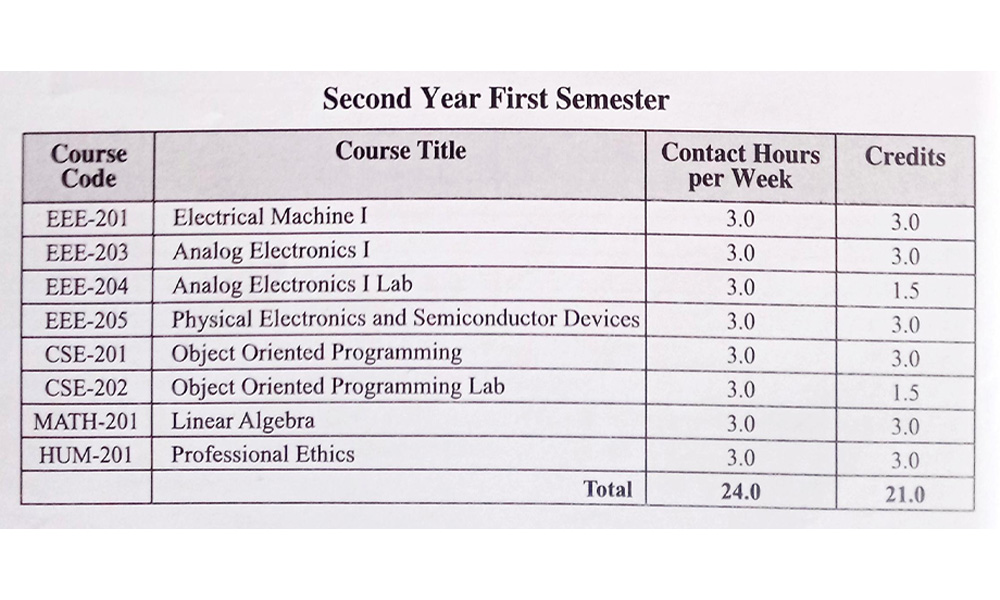 Second Year First Semester
Course Code Course Title Contact Hours per Week Credits
EEE-201 Electrical Machine I 3.0 3.0
EEE-203 Analog Electronics I 3.0 3.0
EEE-204 Analog Electronics I Lab 3.0 1.5
EEE-205 Physical Electronics and Semiconductor Devices 3.0 3.0
CSE-201 Object Oriented Programming 3.0 3.0
CSE-202 Object Oriented Programming Lab 3.0 1.5
MATH-201 Linear Algebra 3.0 3.0
HUM-201 Professional Ethics 3.0 3.0
Total 24.0 21.0